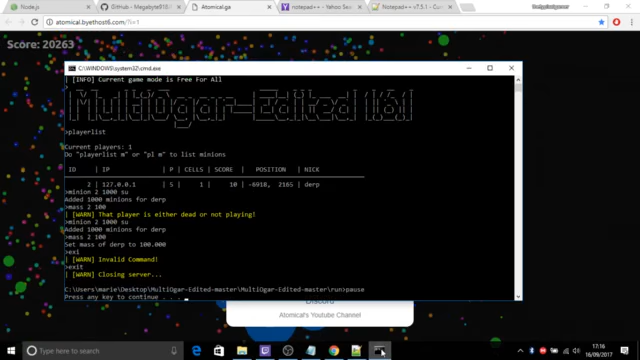 Node.js
GitHub - Megabyte918/
Atomical.ga
notepad++ - Yahoo Sea
Notepad++ - v7.5.1 - Cu
atomical.byethost6.com/?i=1
Score: 20263
C:\WINDOWS\system32\cmd.exe
| [INFO] Current game mode is Free For All
>
MultiOgar-Edited 1.6.1
>playerlist
Current players: 1
Do "playerlist m" or "pl m" to list minions
ID | IP | P | CELLS | SCORE | POSITION | NICK
2 | 127.0.0.1 | 5 | 1 | 10 | -6918, 2165 | derp
>minion 2 1000 su
Added 1000 minions for derp
>mass 2 100
| [WARN] That player is either dead or not playing!
>minion 2 1000 su
Added 1000 minions for derp
>mass 2 100
Set mass of derp to 100.000
>exi
| [WARN] Invalid Command!
>exit
| [WARN] Closing server...
C:\Users\marie\Desktop\MultiOgar-Edited-master\MultiOgar-Edited-master\run>pause
Press any key to continue . . .
Discord
Atomical's Youtube Channel
Type here to search
17:16
16/09/2017